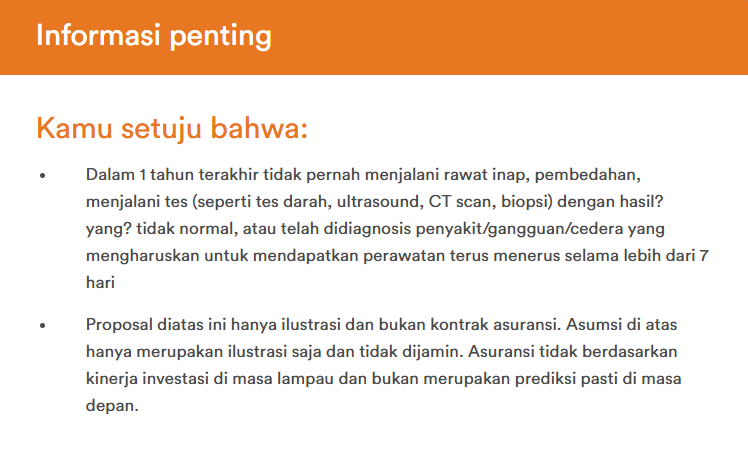 Informasi penting
Kamu setuju bahwa:
• Dalam 1 tahun terakhir tidak pernah menjalani rawat inap, pembedahan,
menjalani tes (seperti tes darah, ultrasound, CT scan, biopsi) dengan hasil?
yang? tidak normal, atau telah didiagnosis penyakit/gangguan/cedera yang
mengharuskan untuk mendapatkan perawatan terus menerus selama lebih dari 7
hari
• Proposal diatas ini hanya ilustrasi dan bukan kontrak asuransi. Asumsi di atas
hanya merupakan ilustrasi saja dan tidak dijamin. Asuransi tidak berdasarkan
kinerja investasi di masa lampau dan bukan merupakan prediksi pasti di masa
depan.